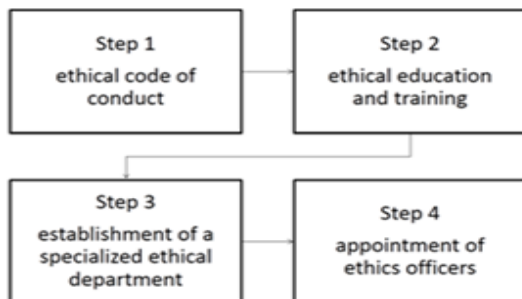 Step 1
ethical code of
conduct
Step 2
ethical education
and training
Step 3
establishment of a
specialized ethical
department
Step 4
appointment of
ethics officers